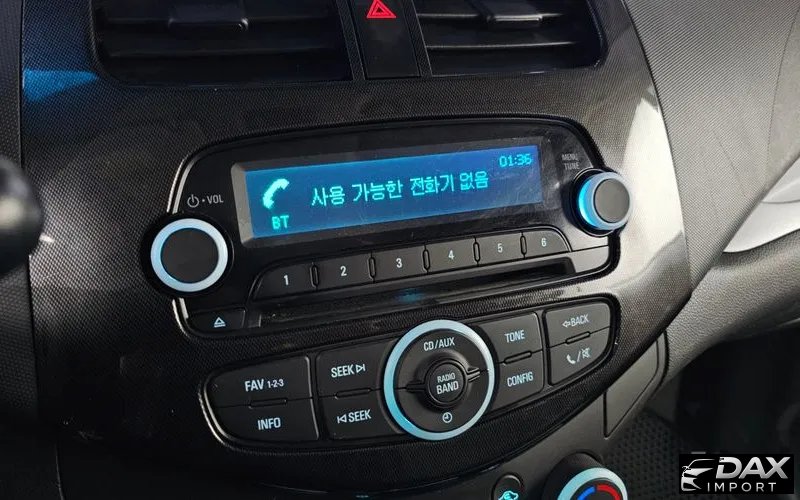 01:36
MENU
TUNE
사용 가능한 전화기 없음
BT
VOL
1 2 3 4 5 6
CD/AUX
TONE
BACK
FAV 1-2-3
SEEK
RADIO
BAND
CONFIG
INFO
SEEK
DAX
IMPORT